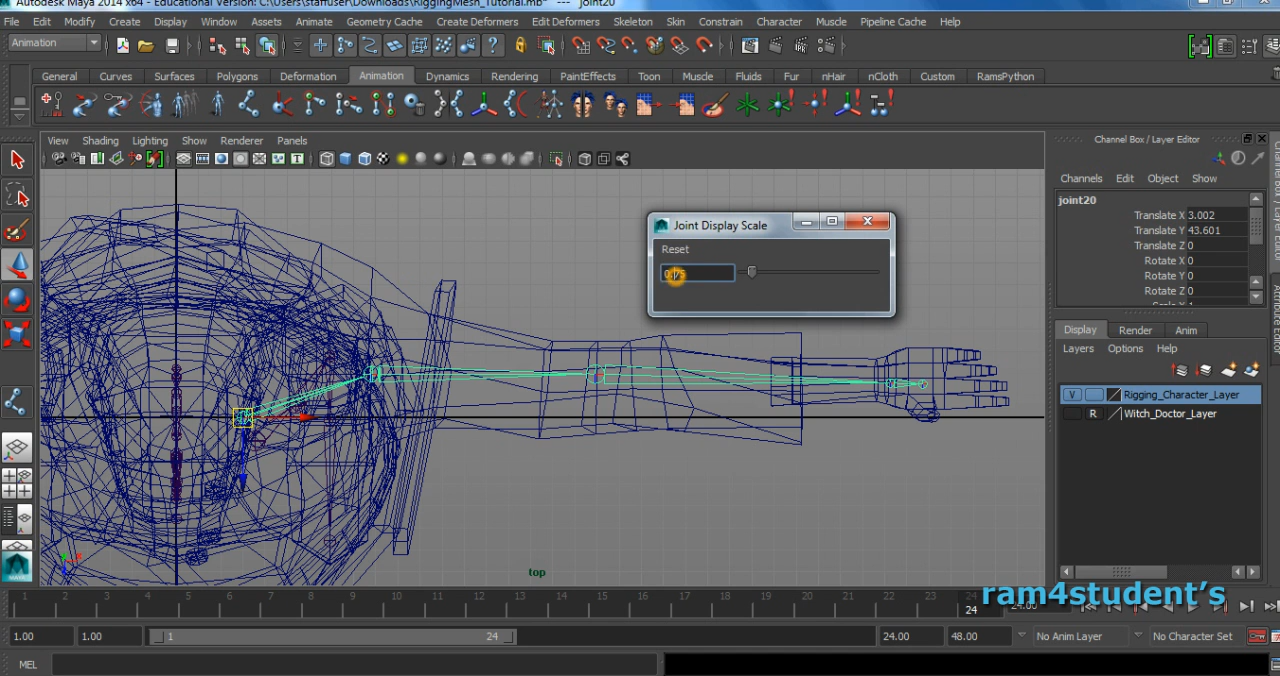 Autodesk Maya 2014 x64 - Educational Version: C:\Users\staffuser\Downloads\RiggingMesh_Tutorial.mb* --- joint20
File Edit Modify Create Display Window Assets Animate Geometry Cache Create Deformers Edit Deformers Skeleton Skin Constrain Character Muscle Pipeline Cache Help
Animation
General Curves Surfaces Polygons Deformation Animation Dynamics Rendering PaintEffects Toon Muscle Fluids Fur nHair nCloth Custom RamsPython
View Shading Lighting Show Renderer Panels
Channel Box / Layer Editor
Channels Edit Object Show
joint20
Translate X 3.002
Translate Y 43.601
Translate Z 0
Rotate X 0
Rotate Y 0
Rotate Z 0
Joint Display Scale
Reset
Display Render Anim
Layers Options Help
V Rigging_Character_Layer
R Witch_Doctor_Layer
top
ram4student's
1 2 3 4 5 6 7 8 9 10 11 12 13 14 15 16 17 18 19 20 21 22 23 24
24.00
1.00 1.00 1 24 24.00 48.00 No Anim Layer No Character Set
MEL